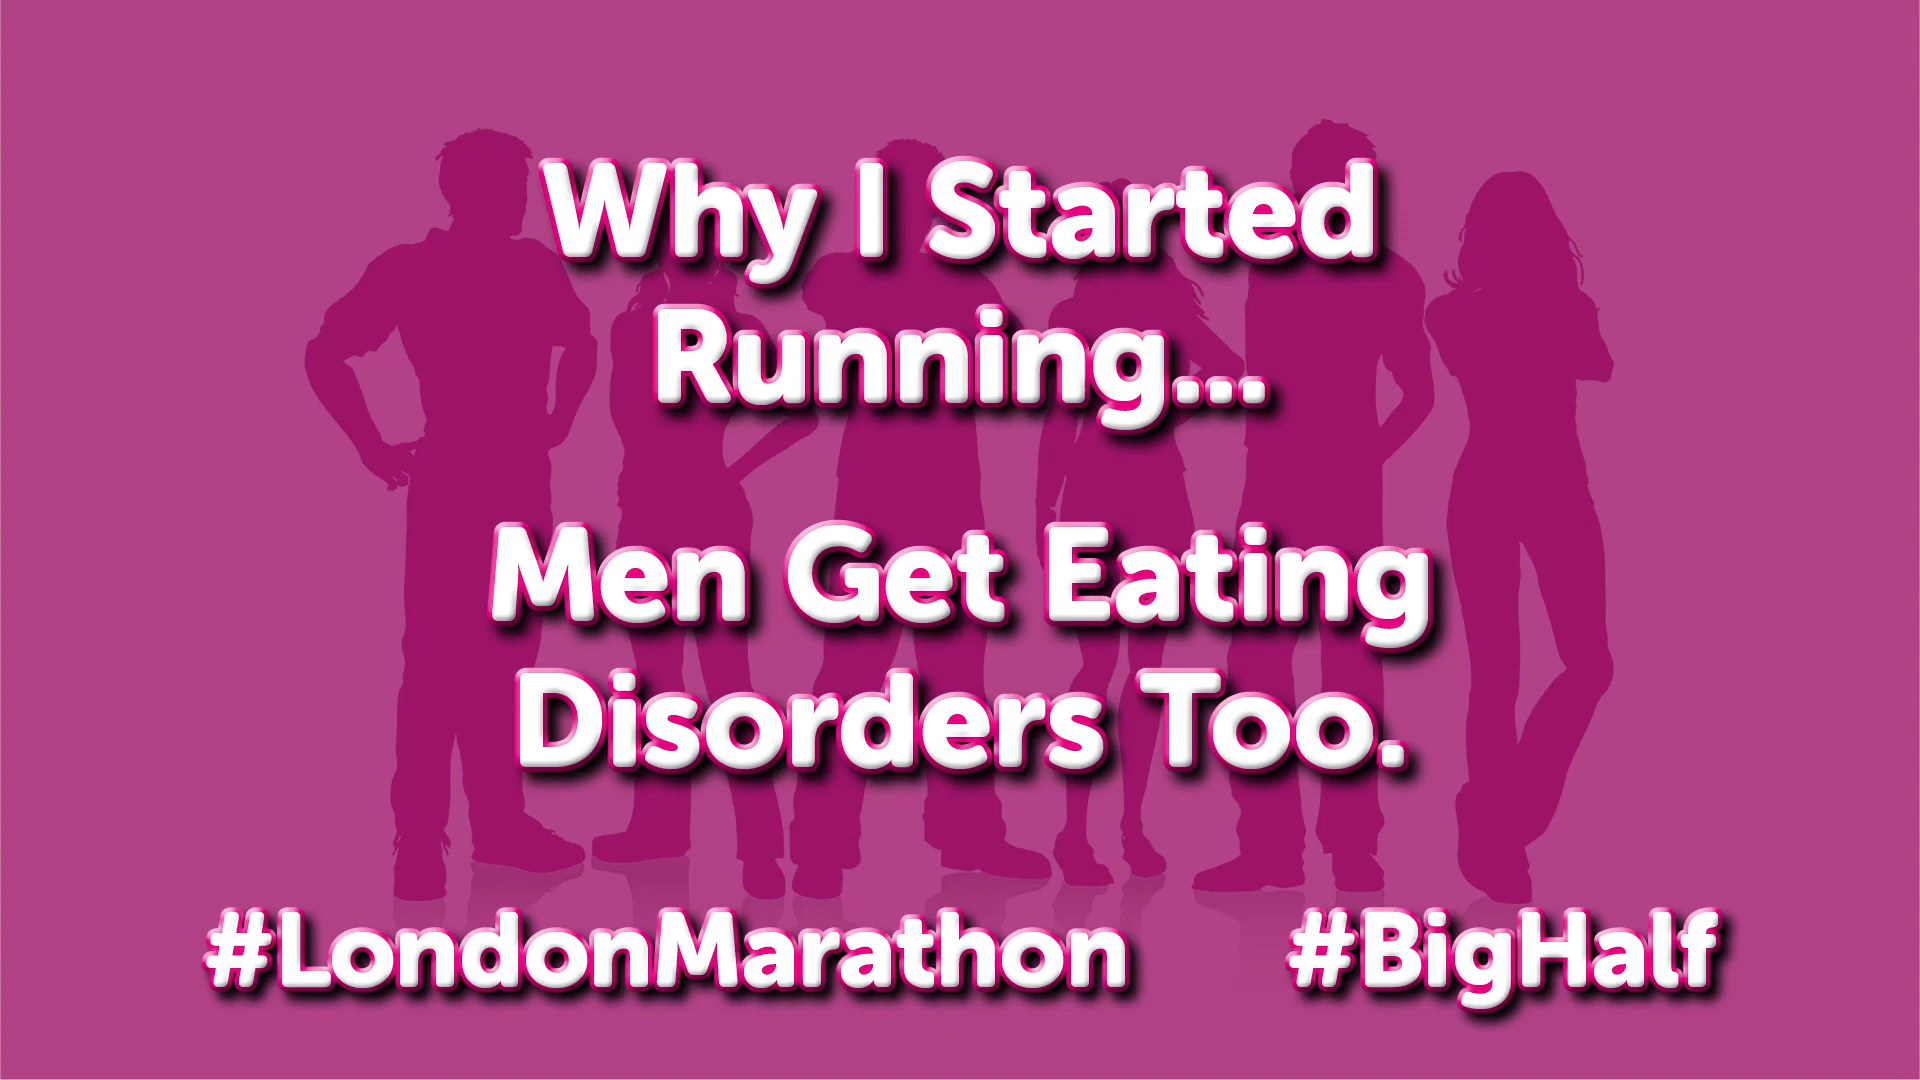 Why I Started
Running...
Men Get Eating
Disorders Too.
#LondonMarathon #BigHalf